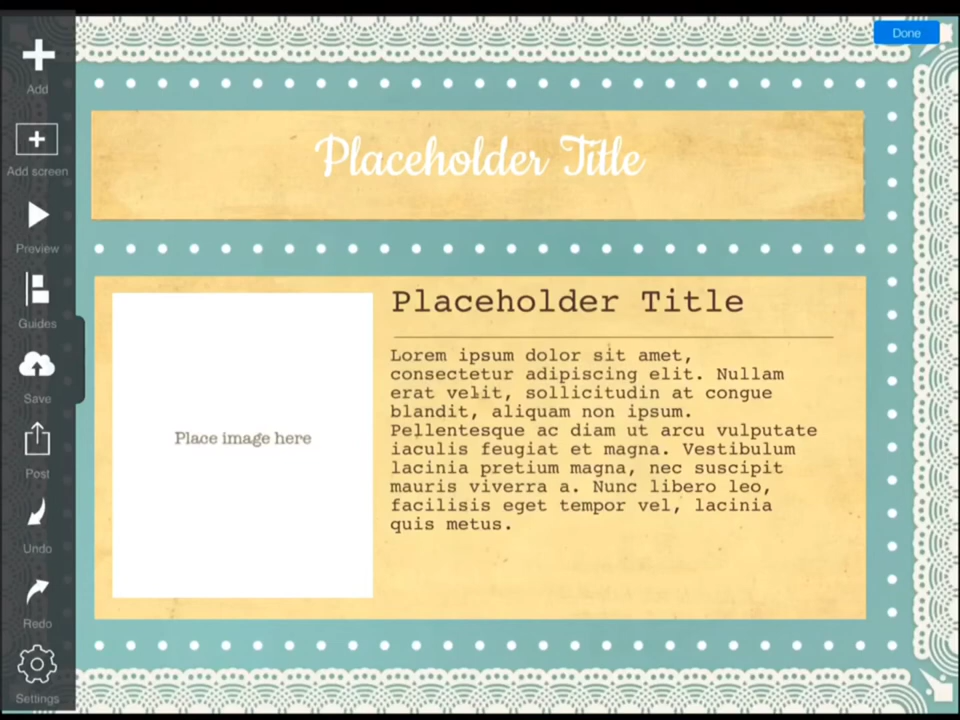 Done
Add
Add screen
Preview
Guides
Save
Post
Undo
Redo
Settings
Placeholder Title
Place image here
Placeholder Title
Lorem ipsum dolor sit amet,
consectetur adipiscing elit. Nullam
erat velit, sollicitudin at congue
blandit, aliquam non ipsum.
Pellentesque ac diam ut arcu vulputate
iaculis feugiat et magna. Vestibulum
lacinia pretium magna, nec suscipit
mauris viverra a. Nunc libero leo,
facilisis eget tempor vel, lacinia
quis metus.